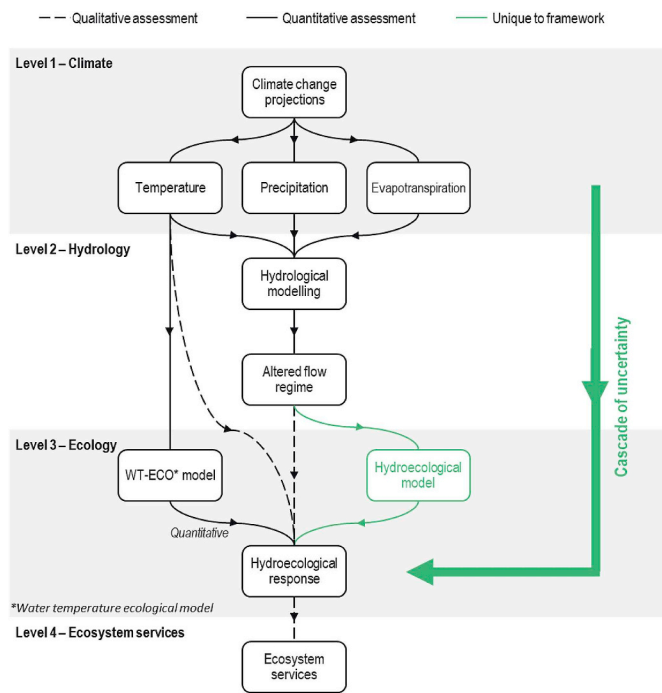 Qualitative assessment
Quantitative assessment
Unique to framework
Level 1 – Climate
Climate change
projections
Temperature
Precipitation
Evapotranspiration
Level 2 – Hydrology
Hydrological
modelling
Altered flow
regime
Cascade of uncertainty
Level 3 – Ecology
WT-ECO* model
Hydroecological
model
Quantitative
Hydroecological
response
*Water temperature ecological model
Level 4 – Ecosystem services
Ecosystem
services